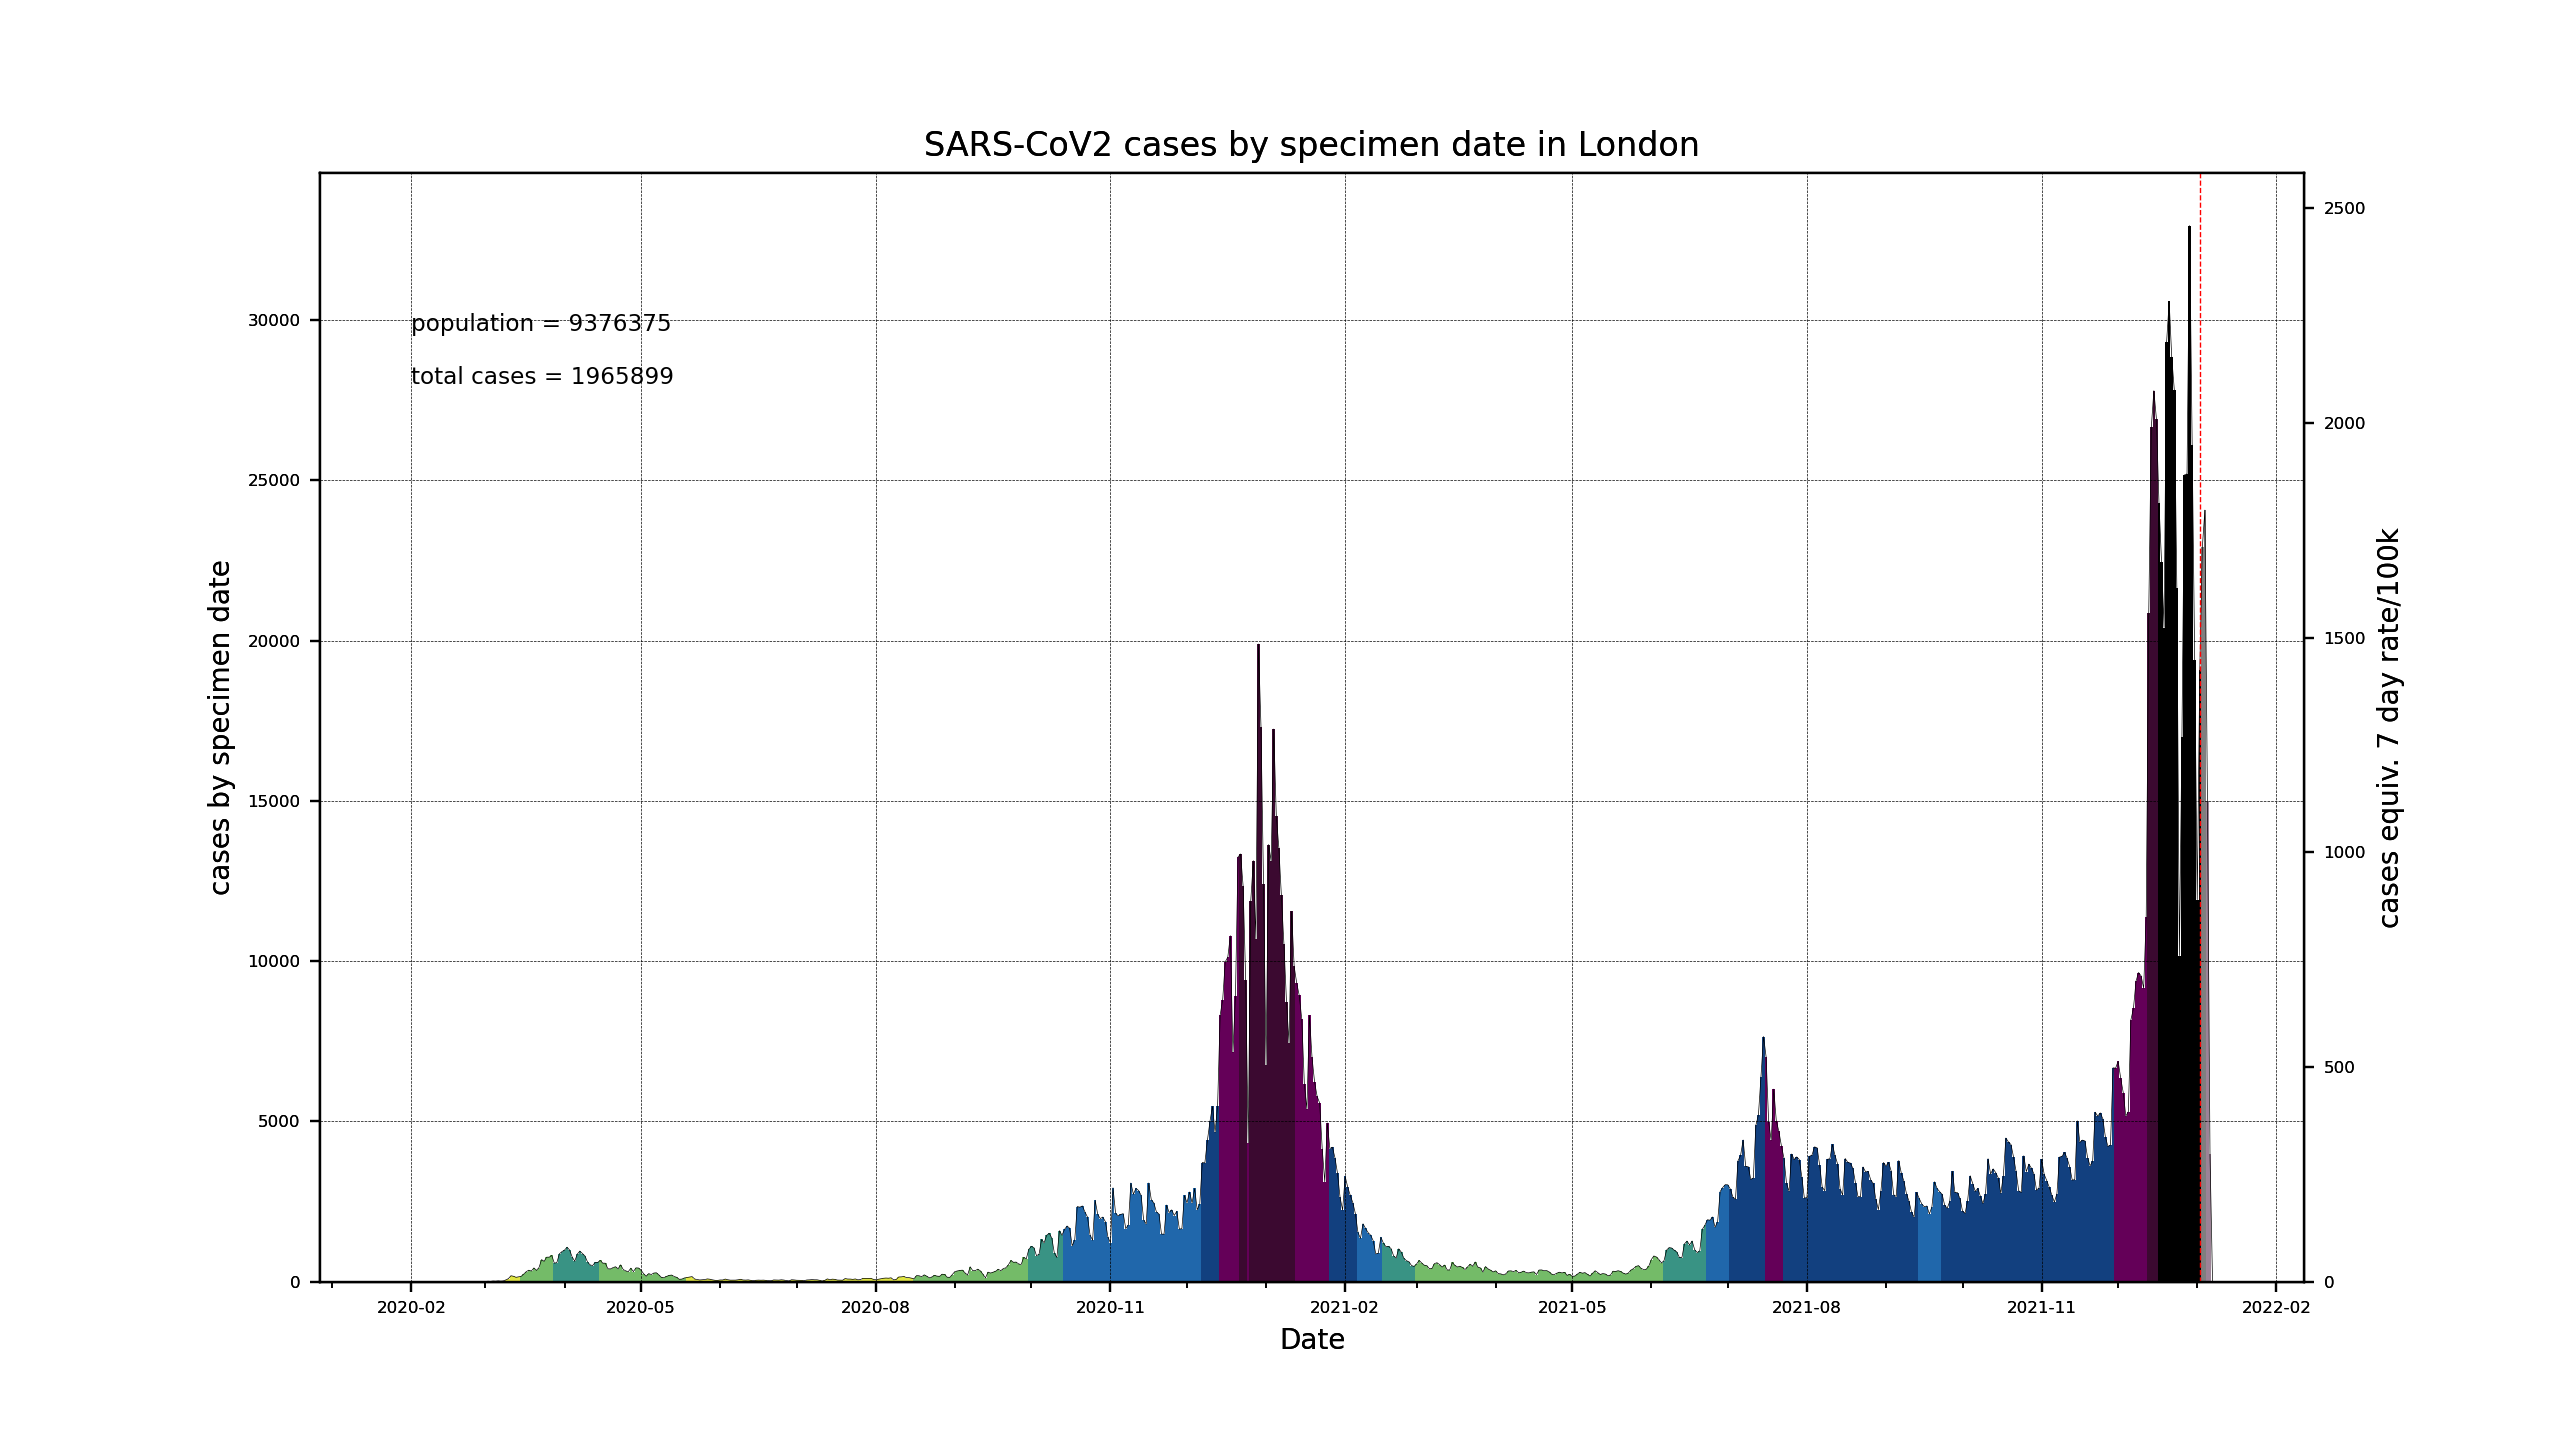 SARS-CoV2 cases by specimen date in London
population = 9376375
total cases = 1965899
cases by specimen date
30000
25000
20000
15000
10000
5000
0
2500
2000
1500
1000
500
0
cases equiv. 7 day rate/100k
2020-02 2020-05 2020-08 2020-11 2021-02 2021-05 2021-08 2021-11 2022-02
Date